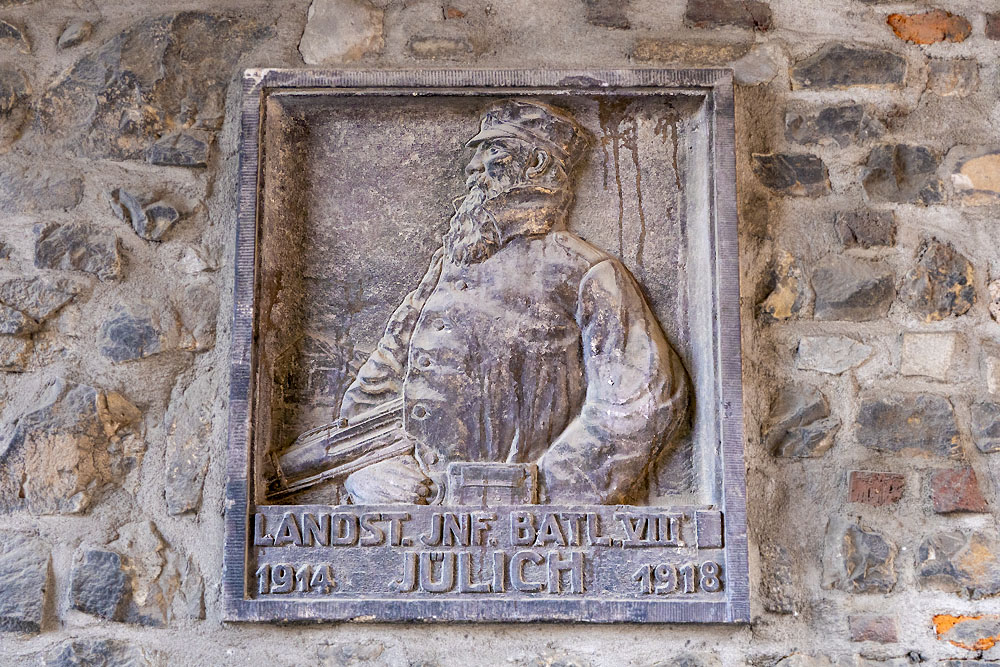 LANDST. JNF. BATL. VIII
1914 JÜLICH 1918